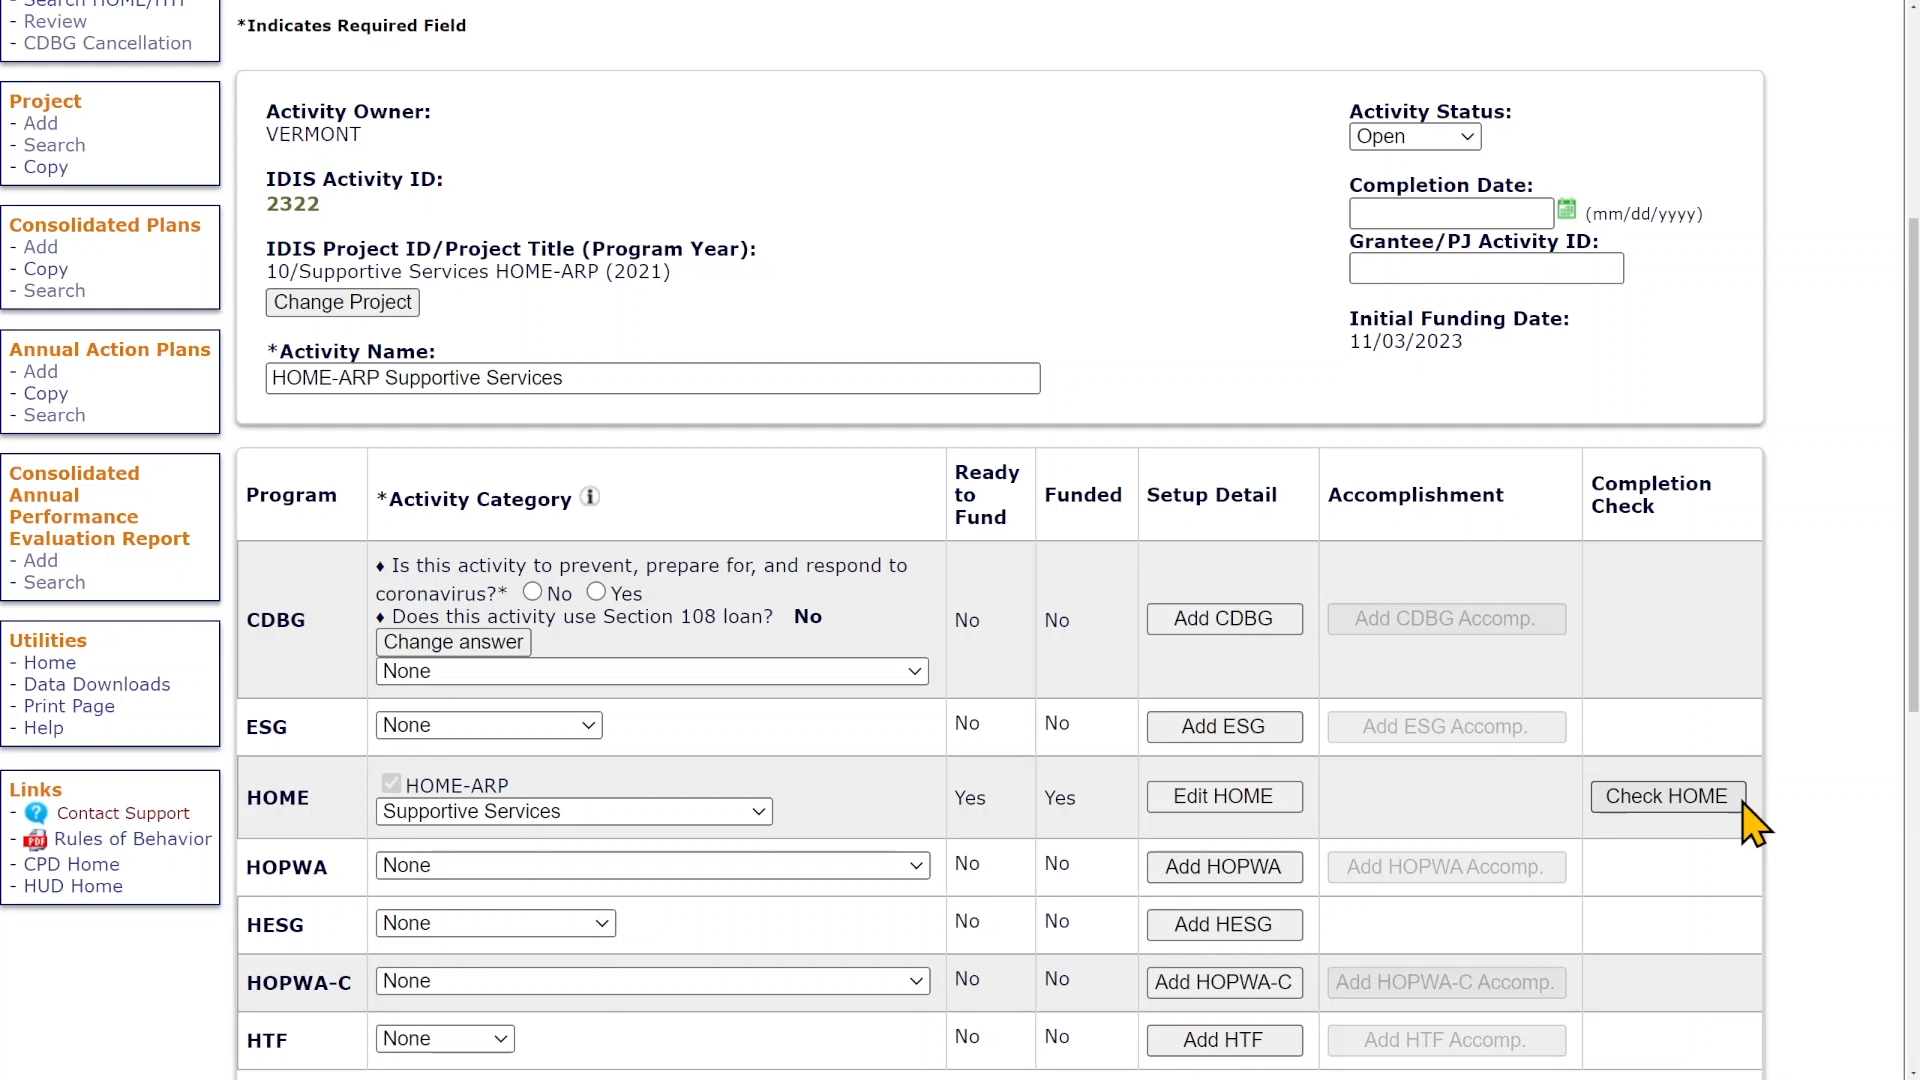 - Search HOME/HTF
- Review
- CDBG Cancellation
Project
- Add
- Search
- Copy
Consolidated Plans
- Add
- Copy
- Search
Annual Action Plans
- Add
- Copy
- Search
Consolidated
Annual
Performance
Evaluation Report
- Add
- Search
Utilities
- Home
- Data Downloads
- Print Page
- Help
Links
- ? Contact Support
- PDF Rules of Behavior
- CPD Home
- HUD Home
*Indicates Required Field
Activity Owner:
VERMONT
IDIS Activity ID:
2322
IDIS Project ID/Project Title (Program Year):
10/Supportive Services HOME-ARP (2021)
Change Project
*Activity Name:
HOME-ARP Supportive Services
Activity Status:
Open
Completion Date:
(mm/dd/yyyy)
Grantee/PJ Activity ID:
Initial Funding Date:
11/03/2023
Program *Activity Category i Ready to Fund Funded Setup Detail Accomplishment Completion Check
CDBG
♦ Is this activity to prevent, prepare for, and respond to
coronavirus?* No Yes
♦ Does this activity use Section 108 loan? No
Change answer
None
No No Add CDBG Add CDBG Accomp.
ESG None No No Add ESG Add ESG Accomp.
HOME
HOME-ARP
Supportive Services
Yes Yes Edit HOME Check HOME
HOPWA None No No Add HOPWA Add HOPWA Accomp.
HESG None No No Add HESG
HOPWA-C None No No Add HOPWA-C Add HOPWA-C Accomp.
HTF None No No Add HTF Add HTF Accomp.